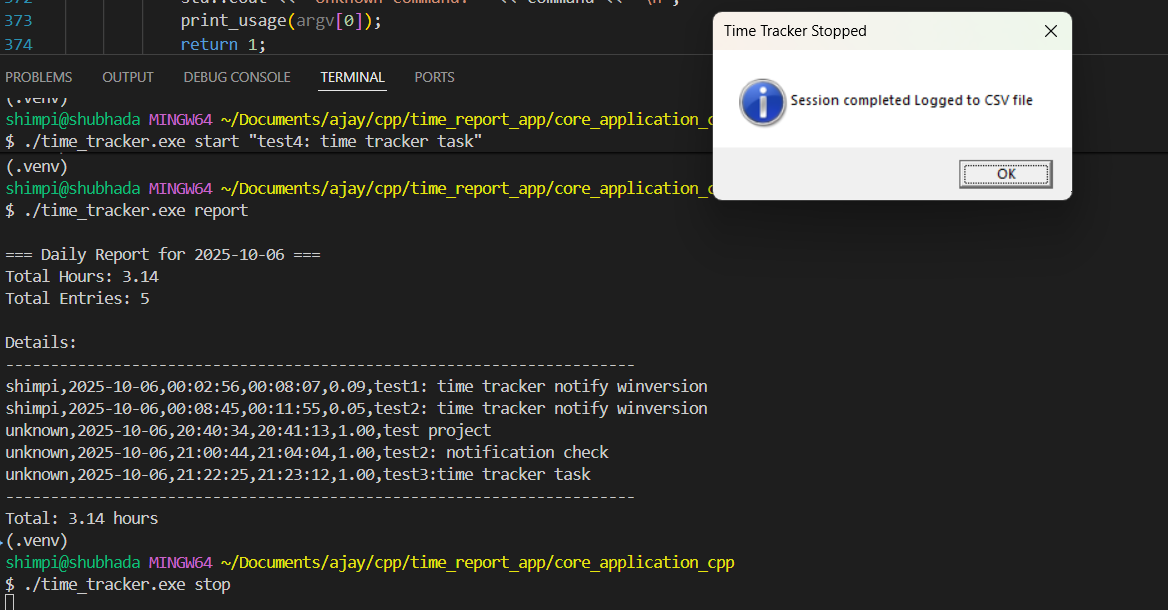 372
373 print_usage(argv[0]);
374 return 1;
Time Tracker Stopped
Session completed Logged to CSV file
OK
PROBLEMS OUTPUT DEBUG CONSOLE TERMINAL PORTS
(.venv)
shimpi@shubhada MINGW64 ~/Documents/ajay/cpp/time_report_app/core_application_
$ ./time_tracker.exe start "test4: time tracker task"
(.venv)
shimpi@shubhada MINGW64 ~/Documents/ajay/cpp/time_report_app/core_application_
$ ./time_tracker.exe report
=== Daily Report for 2025-10-06 ===
Total Hours: 3.14
Total Entries: 5
Details:
----------------------------------------------------------------------
shimpi,2025-10-06,00:02:56,00:08:07,0.09,test1: time tracker notify winversion
shimpi,2025-10-06,00:08:45,00:11:55,0.05,test2: time tracker notify winversion
unknown,2025-10-06,20:40:34,20:41:13,1.00,test project
unknown,2025-10-06,21:00:44,21:04:04,1.00,test2: notification check
unknown,2025-10-06,21:22:25,21:23:12,1.00,test3:time tracker task
----------------------------------------------------------------------
Total: 3.14 hours
(.venv)
shimpi@shubhada MINGW64 ~/Documents/ajay/cpp/time_report_app/core_application_cpp
$ ./time_tracker.exe stop